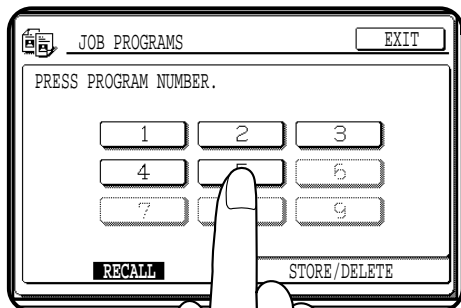 JOB PROGRAMS EXIT
PRESS PROGRAM NUMBER.
1 2 3
4 6
7 9
RECALL STORE/DELETE